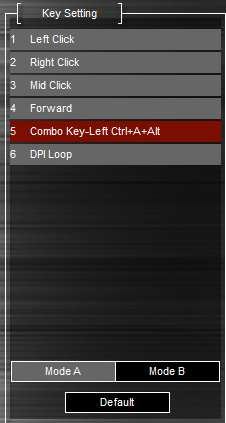 Key Setting
1 Left Click
2 Right Click
3 Mid Click
4 Forward
5 Combo Key-Left Ctrl+A+Alt
6 DPI Loop
Mode A Mode B
Default